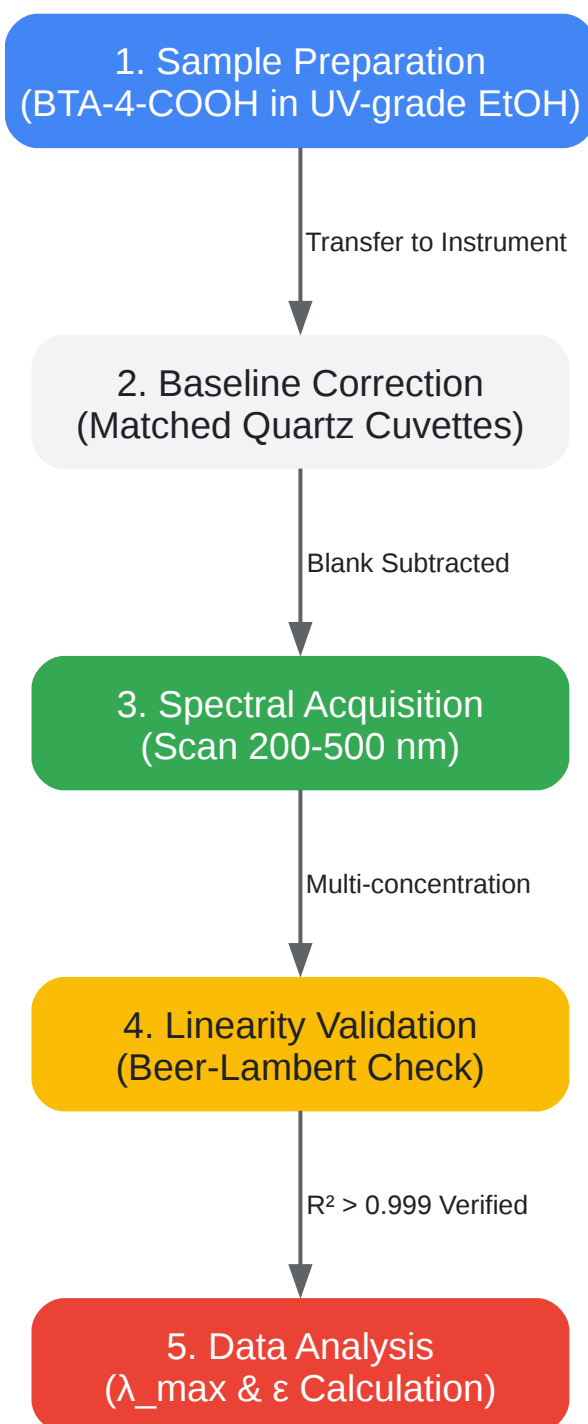 1. Sample Preparation
(BTA-4-COOH in UV-grade EtOH)
Transfer to Instrument
2. Baseline Correction
(Matched Quartz Cuvettes)
Blank Subtracted
3. Spectral Acquisition
(Scan 200-500 nm)
Multi-concentration
4. Linearity Validation
(Beer-Lambert Check)
R² > 0.999 Verified
5. Data Analysis
(λ_max & ε Calculation)